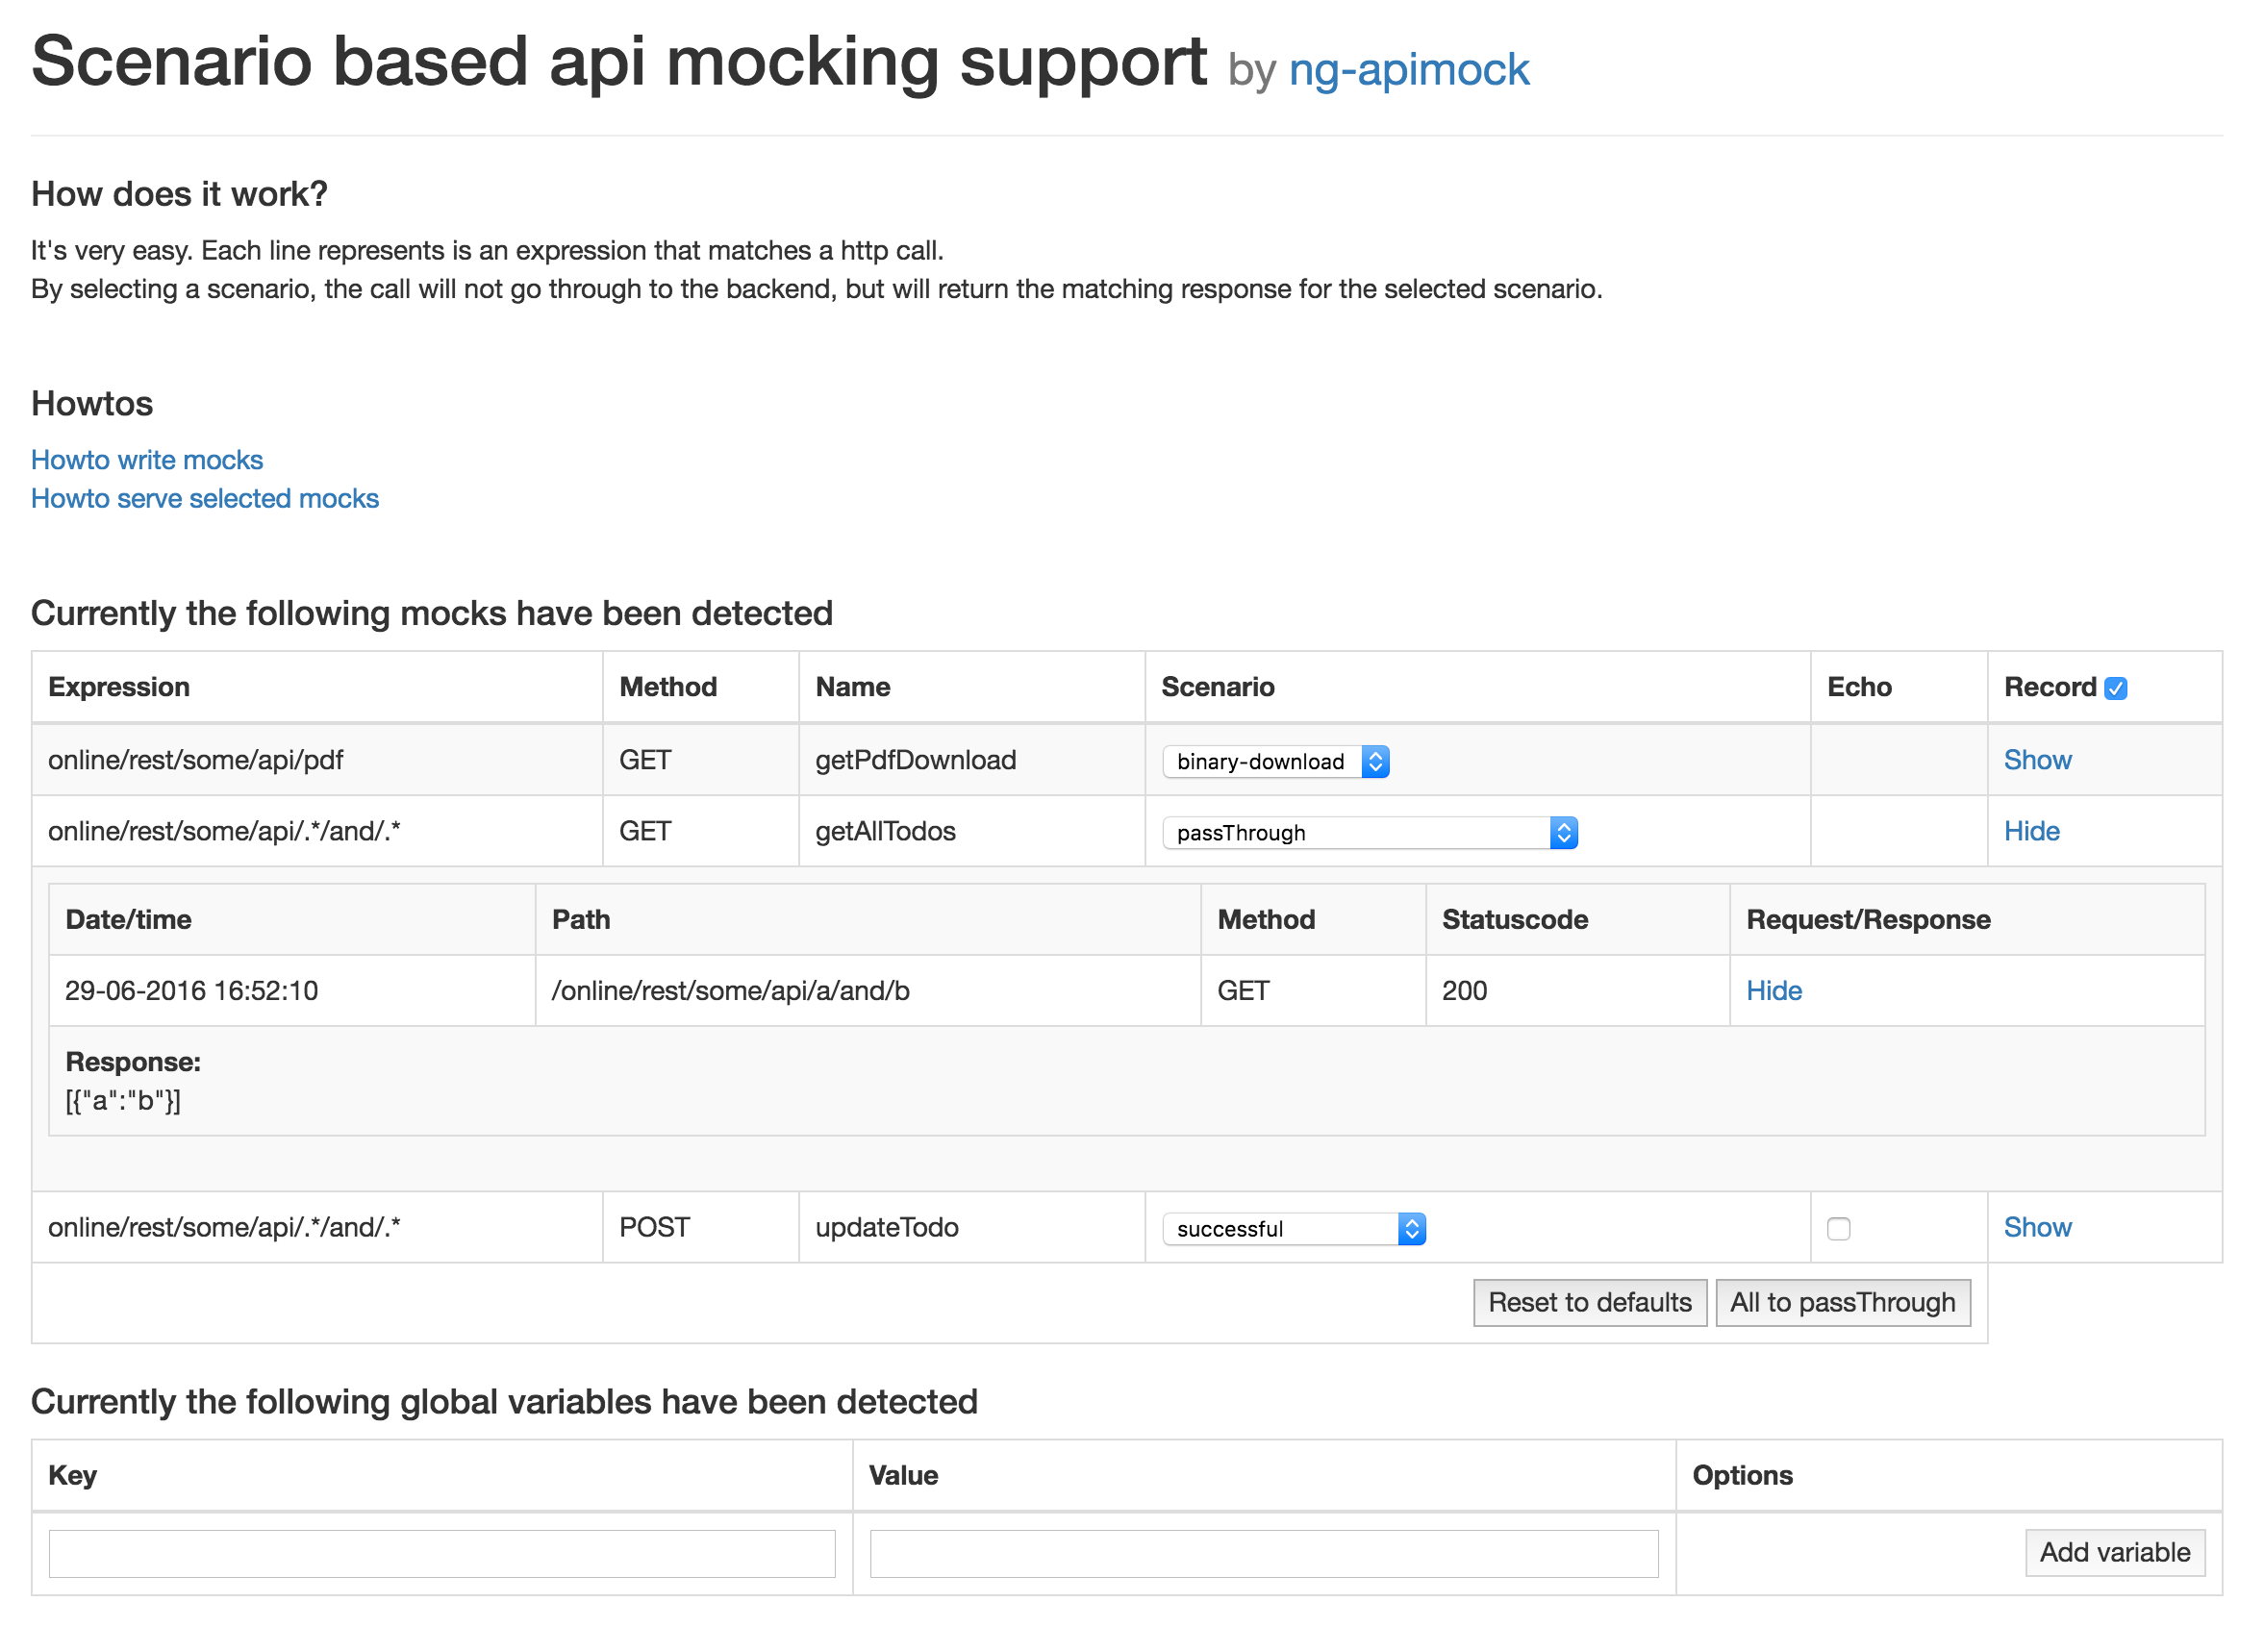 Scenario based api mocking support by ng-apimock
How does it work?
It's very easy. Each line represents is an expression that matches a http call.
By selecting a scenario, the call will not go through to the backend, but will return the matching response for the selected scenario.
Howtos
Howto write mocks
Howto serve selected mocks
Currently the following mocks have been detected
Expression Method Name Scenario Echo Record
online/rest/some/api/pdf GET getPdfDownload binary-download Show
online/rest/some/api/.*/and/.* GET getAllTodos passThrough Hide
Date/time Path Method Statuscode Request/Response
29-06-2016 16:52:10 /online/rest/some/api/a/and/b GET 200 Hide
Response:
[{"a":"b"}]
online/rest/some/api/.*/and/.* POST updateTodo successful Show
Reset to defaults All to passThrough
Currently the following global variables have been detected
Key Value Options
Add variable